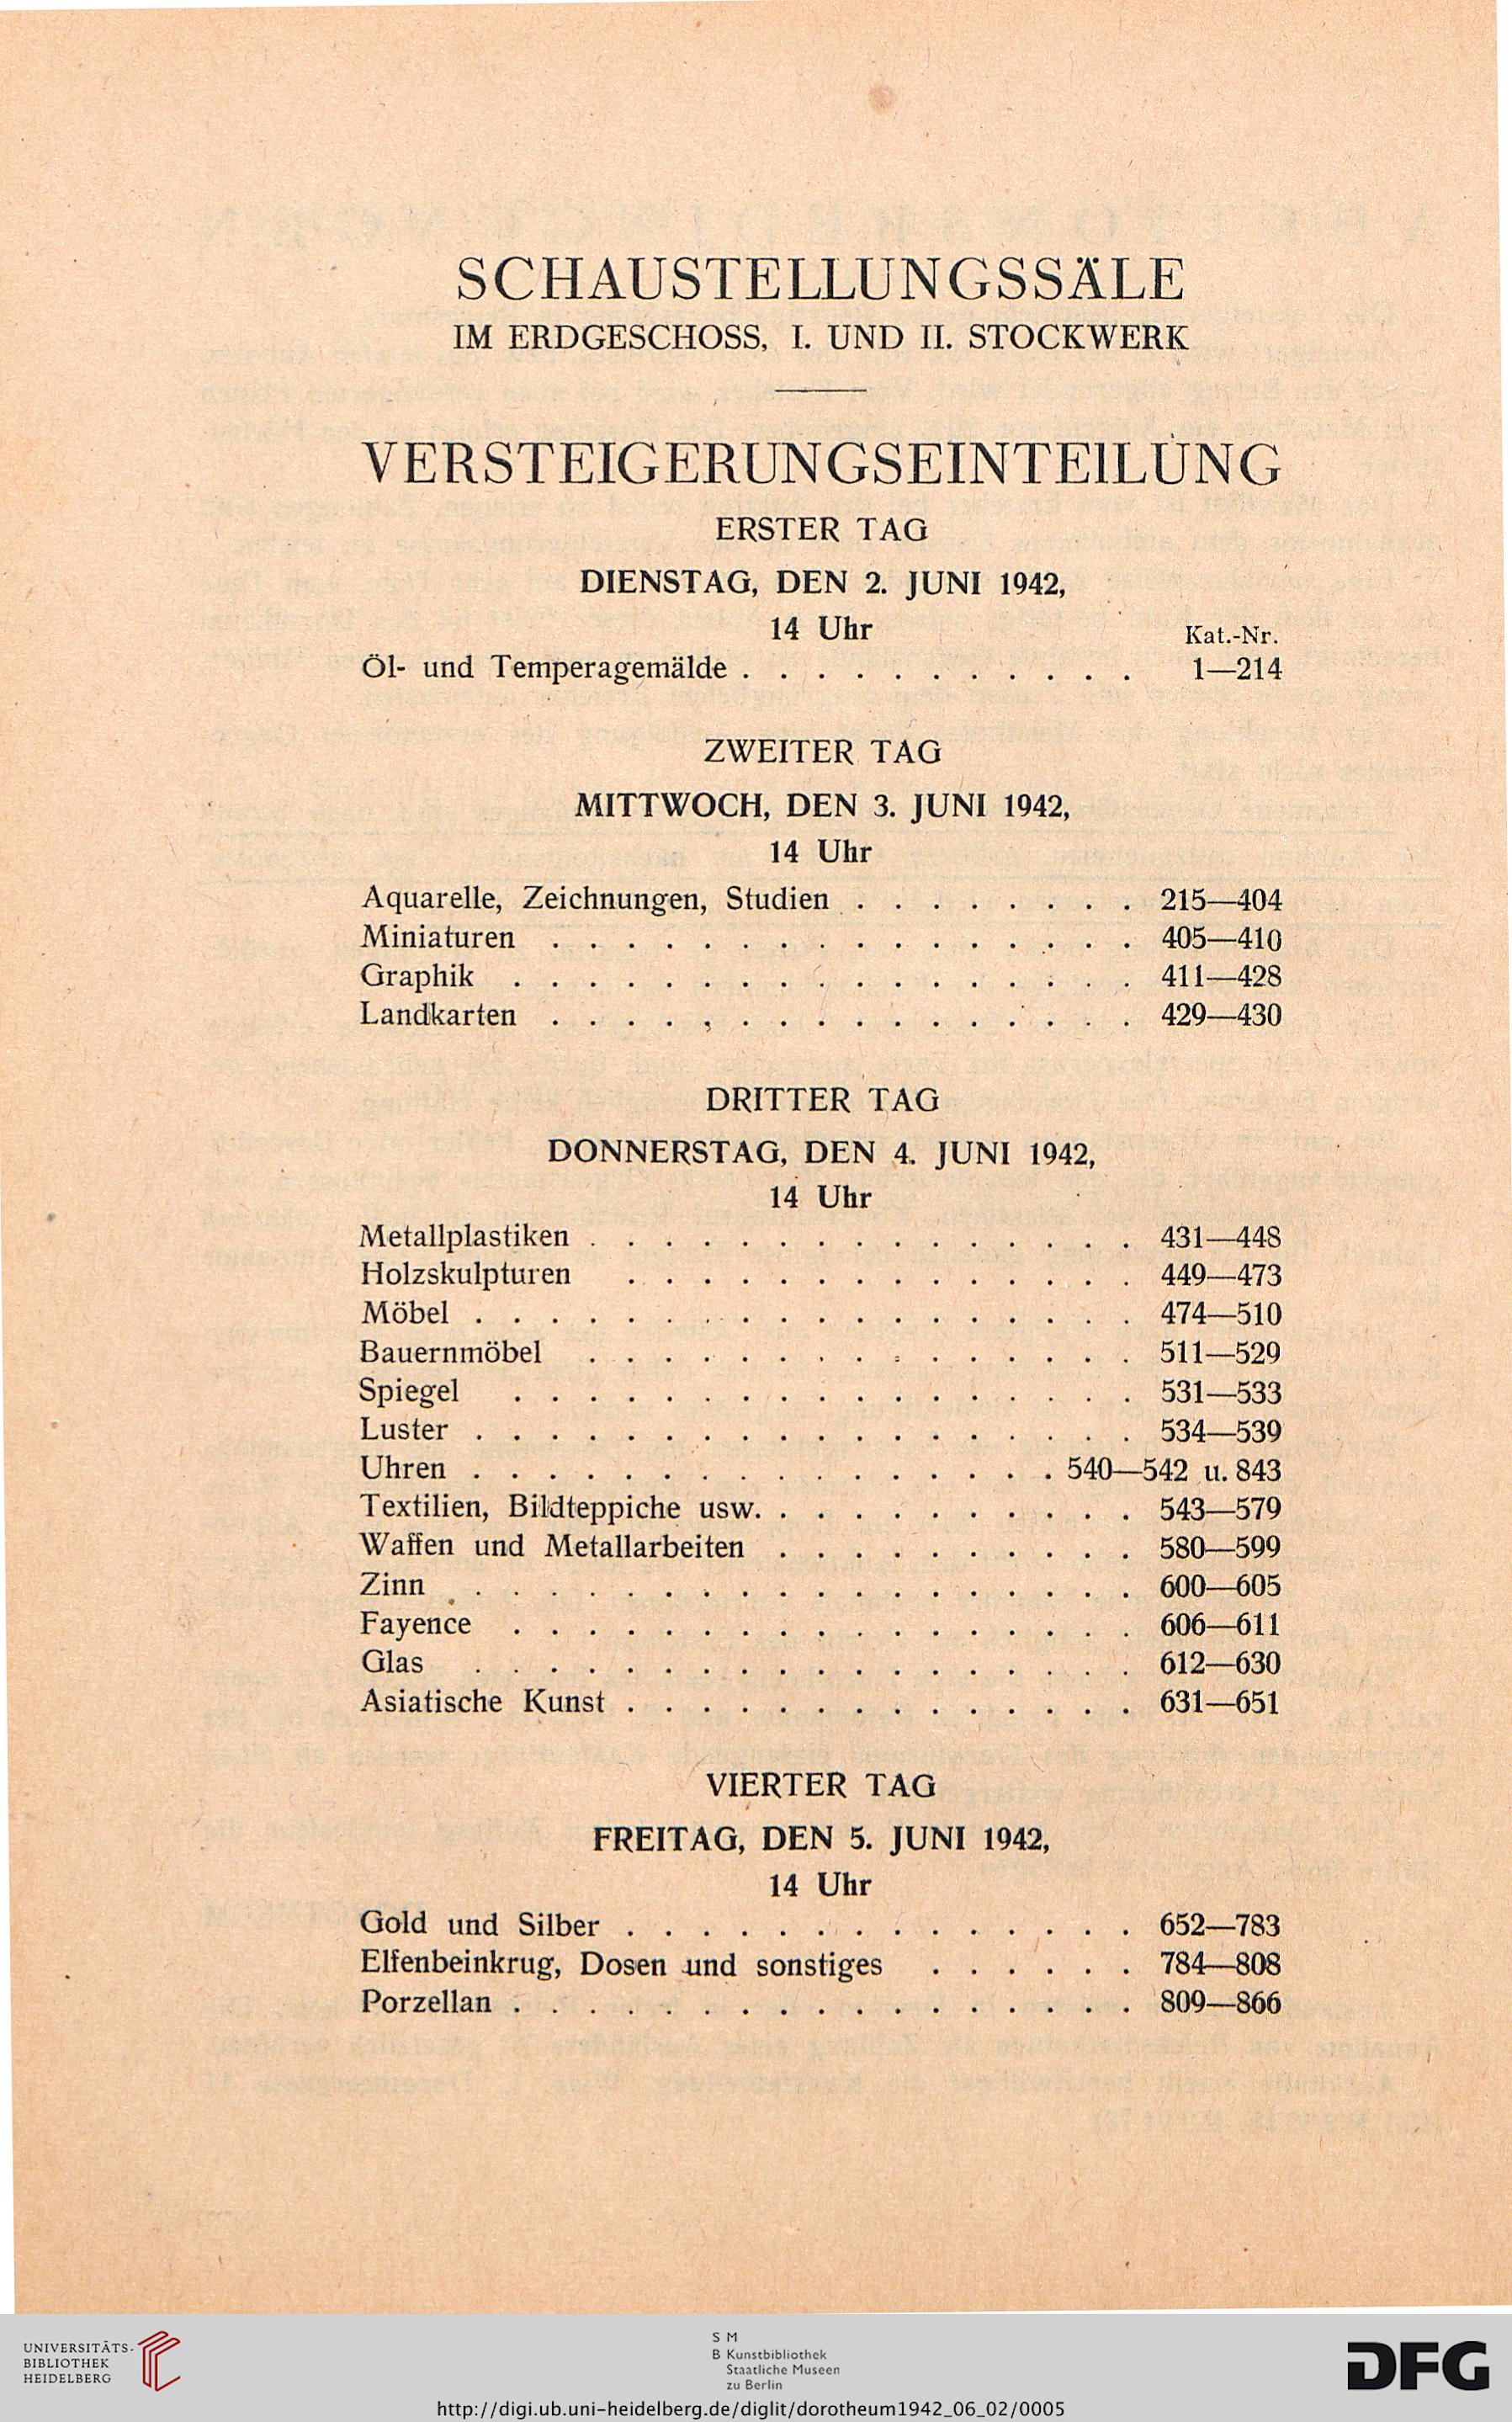 SCHAUSTELLUNGSSÄLE
IM ERDGESCHOSS, I. UND II. STOCKWERK
VERSTEIGERUNGSEINTEILUNG
ERSTER TAG
DIENSTAG, DEN 2. JUNI 1942,
14 Uhr
Kat.-Nr.
Öl- und Temperagemälde . . . . . . . . . . . 1—214
ZWEITER TAG
MITTWOCH, DEN 3. JUNI 1942,
14 Uhr
Aquarelle, Zeichnungen, Studien . . . . . . . . 215—404
Miniaturen . . . . . . . . . . . . . . . . 405—410
Graphik . . . . . . . . . . . . . . . . . 411—428
Landkarten . . . . . . . . . . . . . . . . 429—430
DRITTER TAG
DONNERSTAG, DEN 4. JUNI 1942,
14 Uhr
Metallplastiken . . . . . . . . . . . . . . . 431—448
Holzskulpturen . . . . . . . . . . . . . . 449—473
Möbel . . . . . . . . . . . . . . . . . . 474—510
Bauernmöbel . . . . . . . . . . . . . . . 511—529
Spiegel . . . . . . . . . . . . . . . . . 531—533
Luster . . . . . . . . . . . . . . . . . . 534—539
Uhren . . . . . . . . . . . . . . . . 540—542 u. 843
Textilien, Bildteppiche usw. . . . . . . . . . . 543—579
Waffen und Metallarbeiten . . . . . . . . . . 580—599
Zinn . . . . . . . . . . . . . . . . . . 600—605
Fayence . . . . . . . . . . . . . . . . . 606—611
Glas . . . . . . . . . . . . . . . . . . 612—630
Asiatische Kunst . . . . . . . . . . . . . . 631—651
VIERTER TAG
FREITAG, DEN 5. JUNI 1942,
14 Uhr
Gold und Silber . . . . . . . . . . . . . . 652—783
Elfenbeinkrug, Dosen und sonstiges . . . . . . 784—808
Porzellan . . . . . . . . . . . . . . . . . 809—866
UNIVERSITÄTS-
BIBLIOTHEK
HEIDELBERG
S M
B Kunstbibliothek
Staatliche Museen
zu Berlin
DFG
http://digi.ub.uni-heidelberg.de/diglit/dorotheum1942_06_02/0005